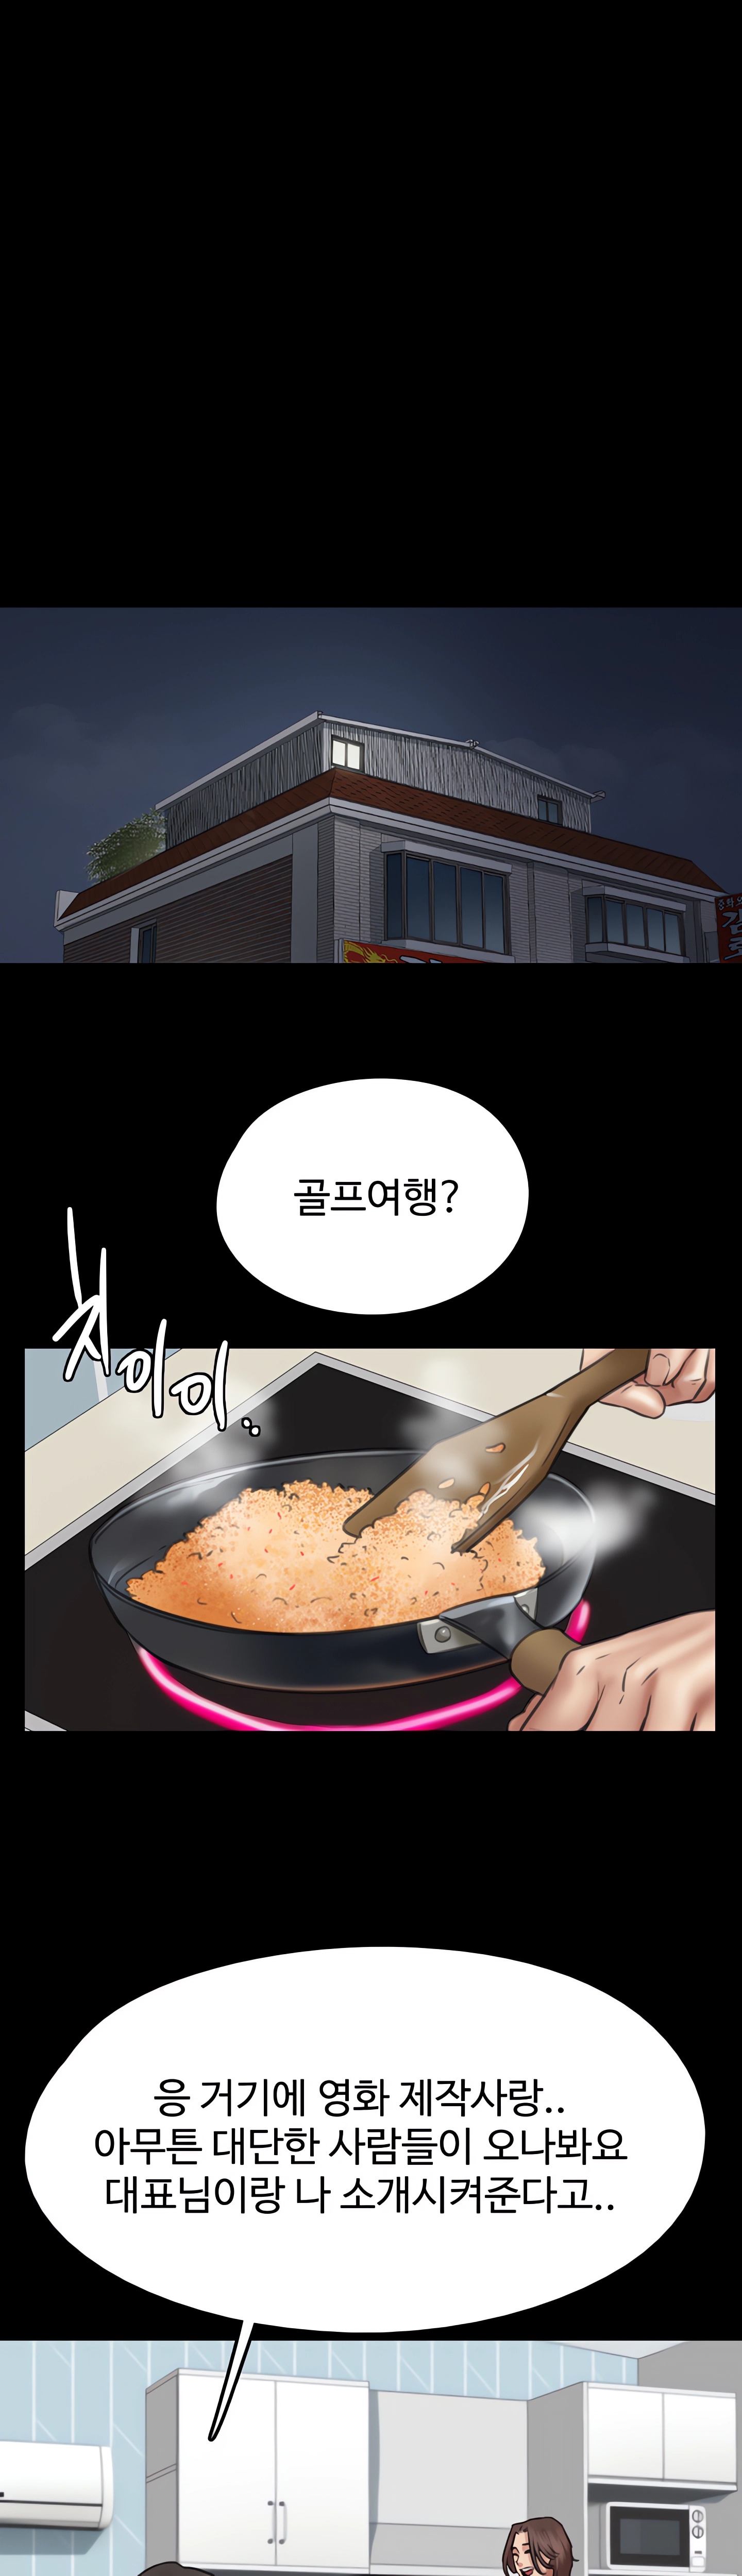 골프여행?
치이이..
응 거기에 영화 제작사랑..
아무튼 대단한 사람들이 오나봐요
대표님이랑 나 소개시켜준다고..